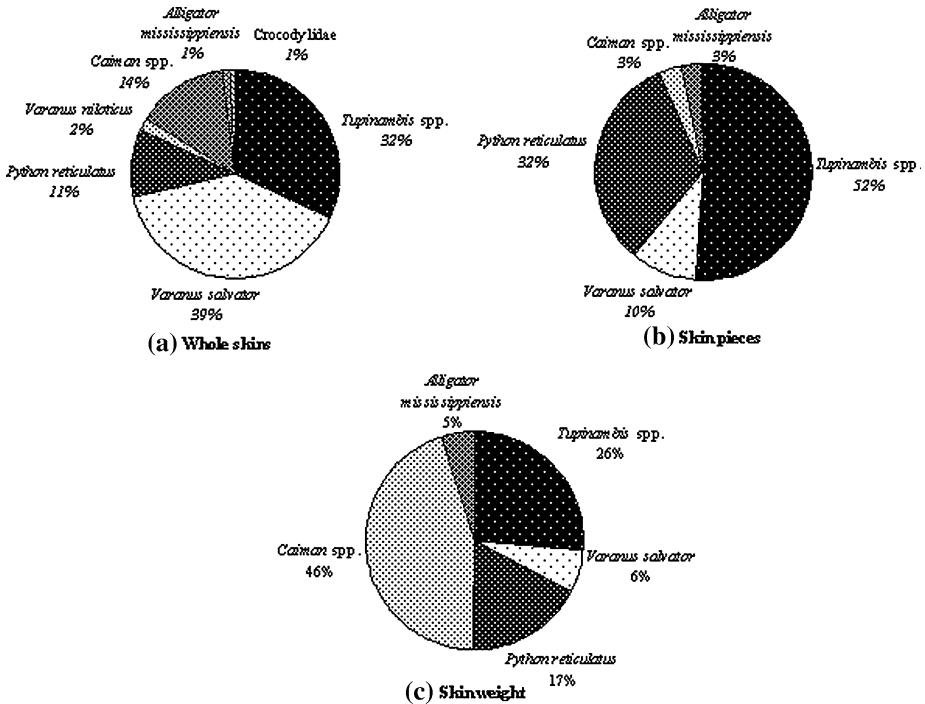 Alligator
mississippiensis
1%
Crocodylidae
1%
Caiman spp.
14%
Varanus niloticus
2%
Python reticulatus
11%
Tupinambis spp.
32%
Varanus salvator
39%
(a) Whole skins
Alligator
mississippiensis
3%
Caiman spp.
3%
Python reticulatus
32%
Tupinambis spp.
52%
Varanus salvator
10%
(b) Skin pieces
Alligator
mississippiensis
5%
Tupinambis spp.
26%
Caiman spp.
46%
Varanus salvator
6%
Python reticulatus
17%
(c) Skin weight